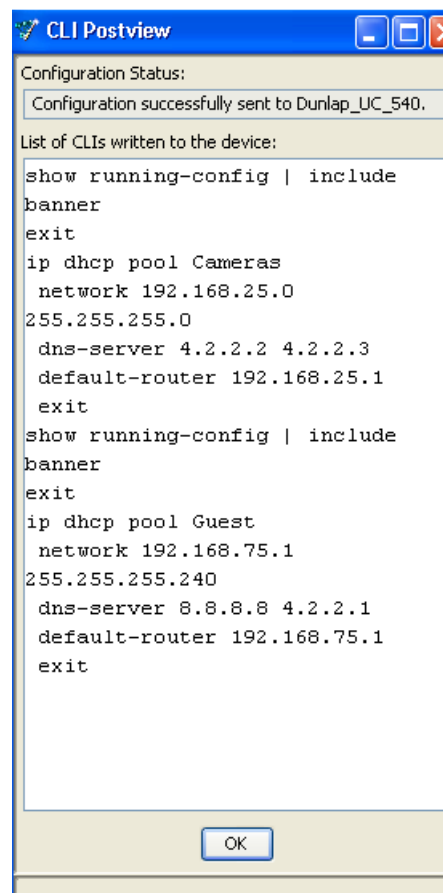 CLI Postview
Configuration Status:
Configuration successfully sent to Dunlap_UC_540.
List of CLIs written to the device:
show running-config | include
banner
exit
ip dhcp pool Cameras
network 192.168.25.0
255.255.255.0
dns-server 4.2.2.2 4.2.2.3
default-router 192.168.25.1
exit
show running-config | include
banner
exit
ip dhcp pool Guest
network 192.168.75.1
255.255.255.240
dns-server 8.8.8.8 4.2.2.1
default-router 192.168.75.1
exit
OK